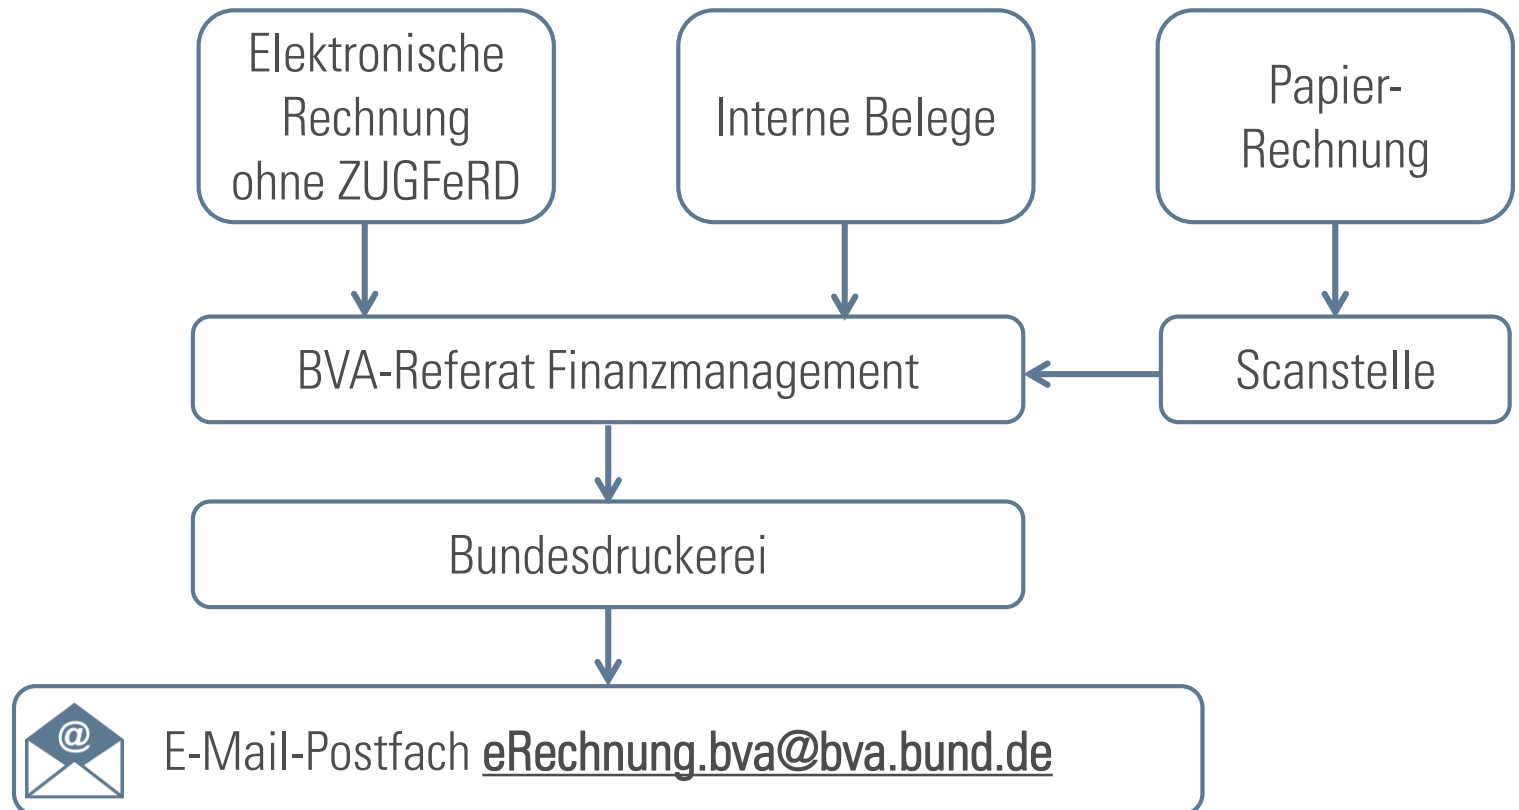 Elektronische
Rechnung
ohne ZUGFeRD
Interne Belege
Papier-
Rechnung
BVA-Referat Finanzmanagement
Scanstelle
Bundesdruckerei
@
E-Mail-Postfach eRechnung.bva@bva.bund.de